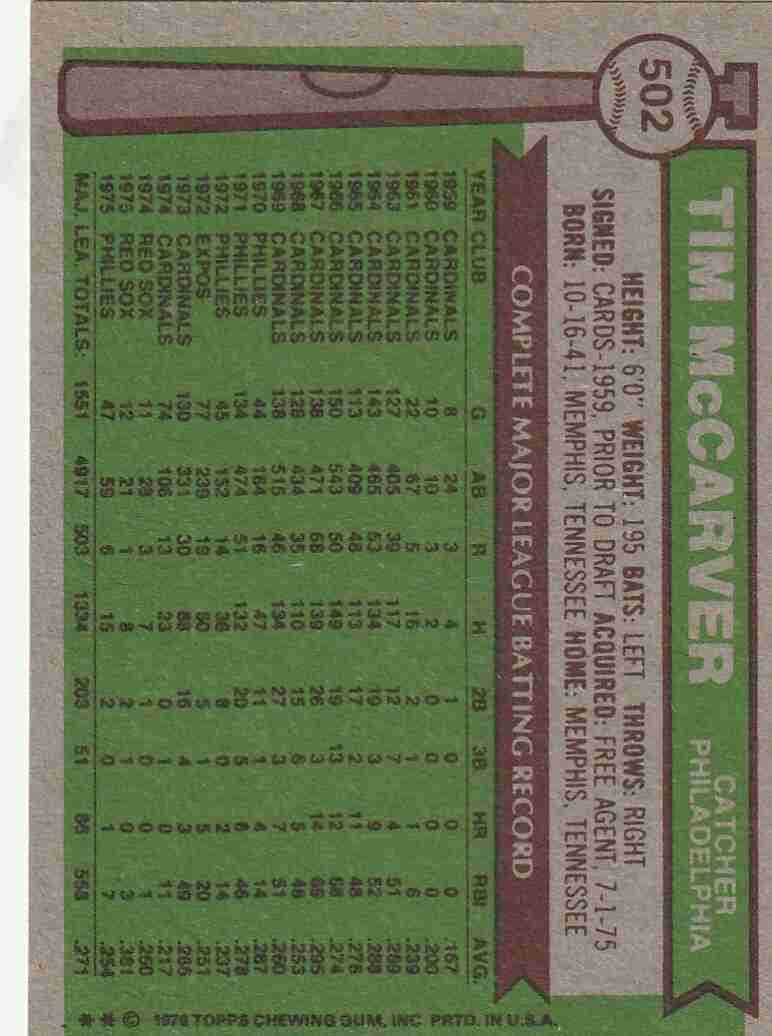 502
TIM McCARVER
CATCHER
PHILADELPHIA
HEIGHT: 6'0" WEIGHT: 195 BATS: LEFT THROWS: RIGHT
SIGNED: CARDS-1959, PRIOR TO DRAFT ACQUIRED: FREE AGENT, 7-1-75
BORN: 10-16-41, MEMPHIS, TENNESSEE HOME: MEMPHIS, TENNESSEE
COMPLETE MAJOR LEAGUE BATTING RECORD
YEAR CLUB G AB R H 2B 3B HR RBI AVG.
1959 CARDINALS 8 24 3 4 1 0 0 0 .167
1960 CARDINALS 10 10 3 2 0 0 0 0 .200
1961 CARDINALS 22 67 5 16 2 1 1 6 .239
1963 CARDINALS 127 405 39 117 12 7 4 51 .289
1964 CARDINALS 143 465 53 134 19 3 9 52 .288
1965 CARDINALS 113 409 48 113 17 2 11 48 .276
1966 CARDINALS 150 543 50 149 19 13 12 68 .274
1967 CARDINALS 138 471 68 139 26 3 14 69 .295
1968 CARDINALS 128 434 35 110 15 6 5 48 .253
1969 CARDINALS 138 515 46 134 27 3 7 51 .260
1970 PHILLIES 44 164 16 47 11 1 4 14 .287
1971 PHILLIES 134 474 51 132 20 5 8 46 .278
1972 PHILLIES 45 152 14 36 8 0 2 14 .237
1972 EXPOS 77 239 19 60 5 1 5 20 .251
1973 CARDINALS 130 331 30 88 16 4 3 49 .266
1974 CARDINALS 74 106 13 23 0 1 0 11 .217
1974 RED SOX 11 28 3 7 1 0 0 1 .250
1975 RED SOX 12 21 1 8 2 1 0 3 .381
1975 PHILLIES 47 59 6 15 2 0 1 7 .254
MAJ. LEA. TOTALS: 1551 4917 503 1334 203 51 86 558 .271
* * © 1976 TOPPS CHEWING GUM, INC. PRTD. IN U.S.A.